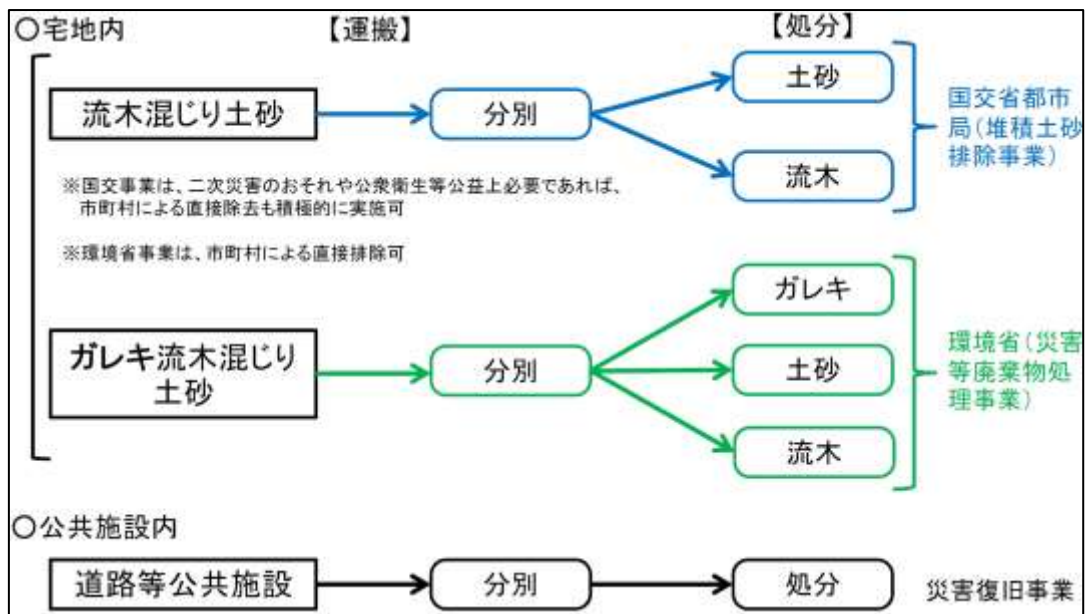 ○宅地内
【運搬】
【処分】
流木混じり土砂
分別
土砂
流木
国交省都市
局(堆積土砂
排除事業)
※国交事業は、二次災害のおそれや公衆衛生等公益上必要であれば、
市町村による直接除去も積極的に実施可
※環境省事業は、市町村による直接排除可
ガレキ流木混じり
土砂
分別
ガレキ
土砂
流木
環境省(災害
等廃棄物処
理事業)
○公共施設内
道路等公共施設
分別
処分
災害復旧事業